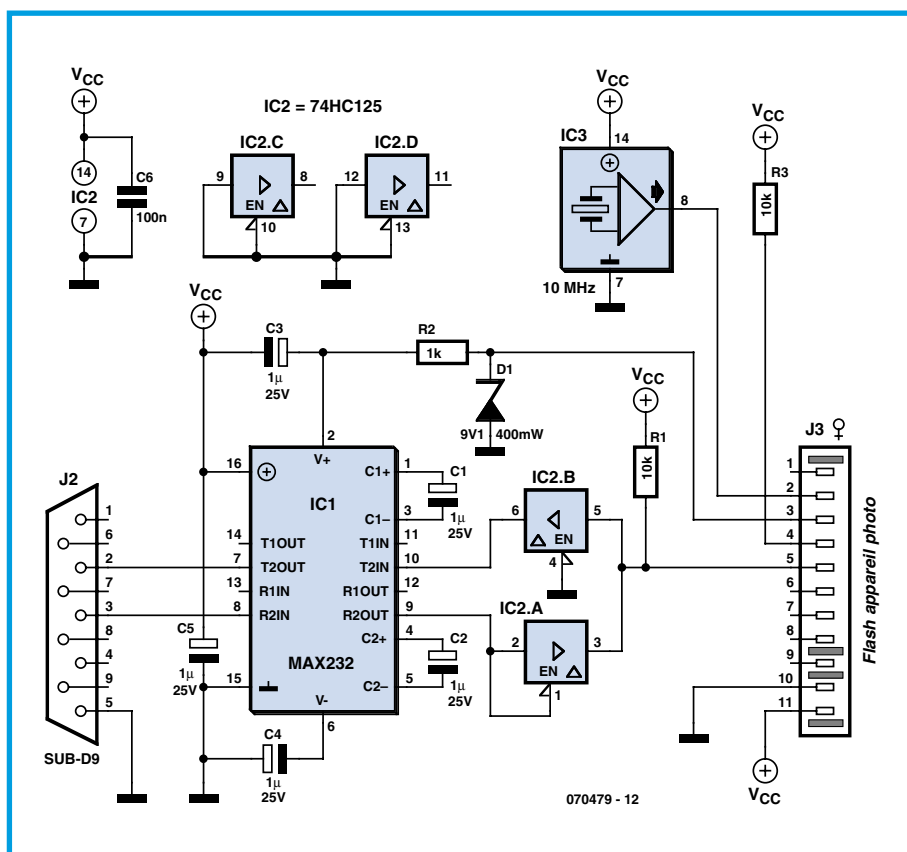 VCC
14
IC2
7
C6
100n
IC2 = 74HC125
IC2.C
9
8
EN
10
IC2.D
12
11
EN
13
VCC
IC3
14
8
7
10 MHz
VCC
R3
10k
VCC
C3
1µ
25V
R2
1k
D1
9V1 400mW
VCC
R1
10k
J2
1
6
2
7
3
8
4
9
5
SUB-D9
2
V+
16
IC1
C1+
1
C1
C1–
3
1µ
25V
14
T1OUT
T1IN
11
7
T2OUT
T2IN
10
13
R1IN
R1OUT
12
8
R2IN
R2OUT
9
C2+
4
C2
MAX232
15
C2–
5
1µ
25V
V-
6
C5
1µ
25V
C4
1µ
25V
IC2.B
6
5
EN
4
IC2.A
2
3
EN
1
J3
1
2
3
4
5
6
7
8
9
10
11
Flash appareil photo
VCC
070479 - 12